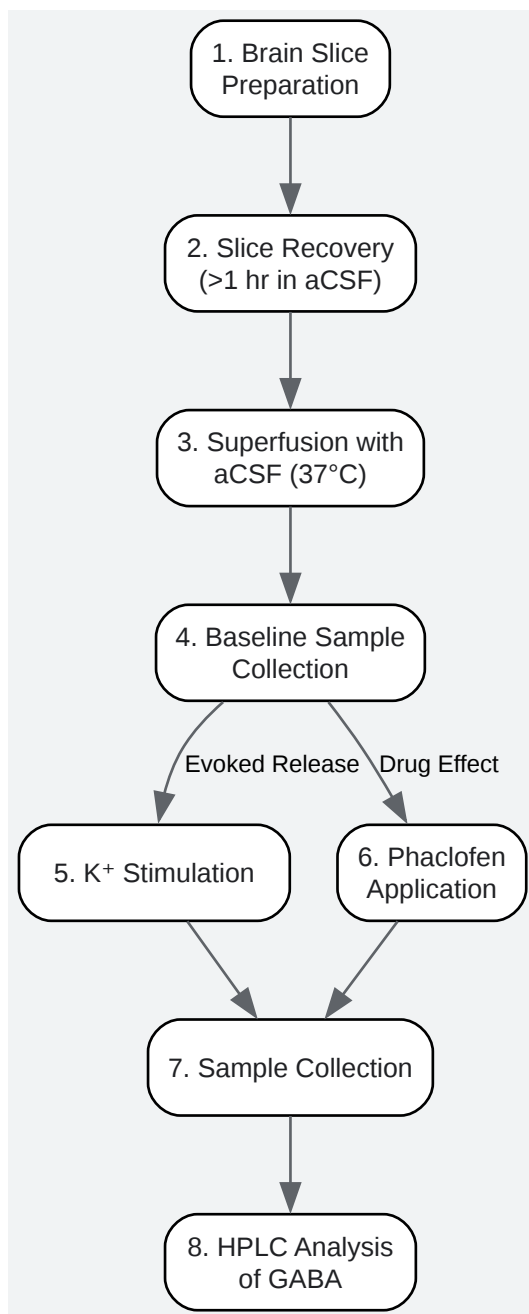 1. Brain Slice
Preparation
2. Slice Recovery
(>1 hr in aCSF)
3. Superfusion with
aCSF (37°C)
4. Baseline Sample
Collection
Evoked Release
Drug Effect
5. K⁺ Stimulation
6. Phaclofen
Application
7. Sample Collection
8. HPLC Analysis
of GABA